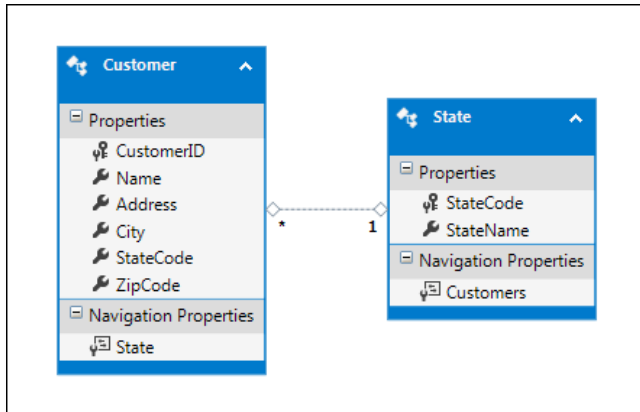 Customer
Properties
CustomerID
Name
Address
City
StateCode
ZipCode
Navigation Properties
State
*
1
State
Properties
StateCode
StateName
Navigation Properties
Customers